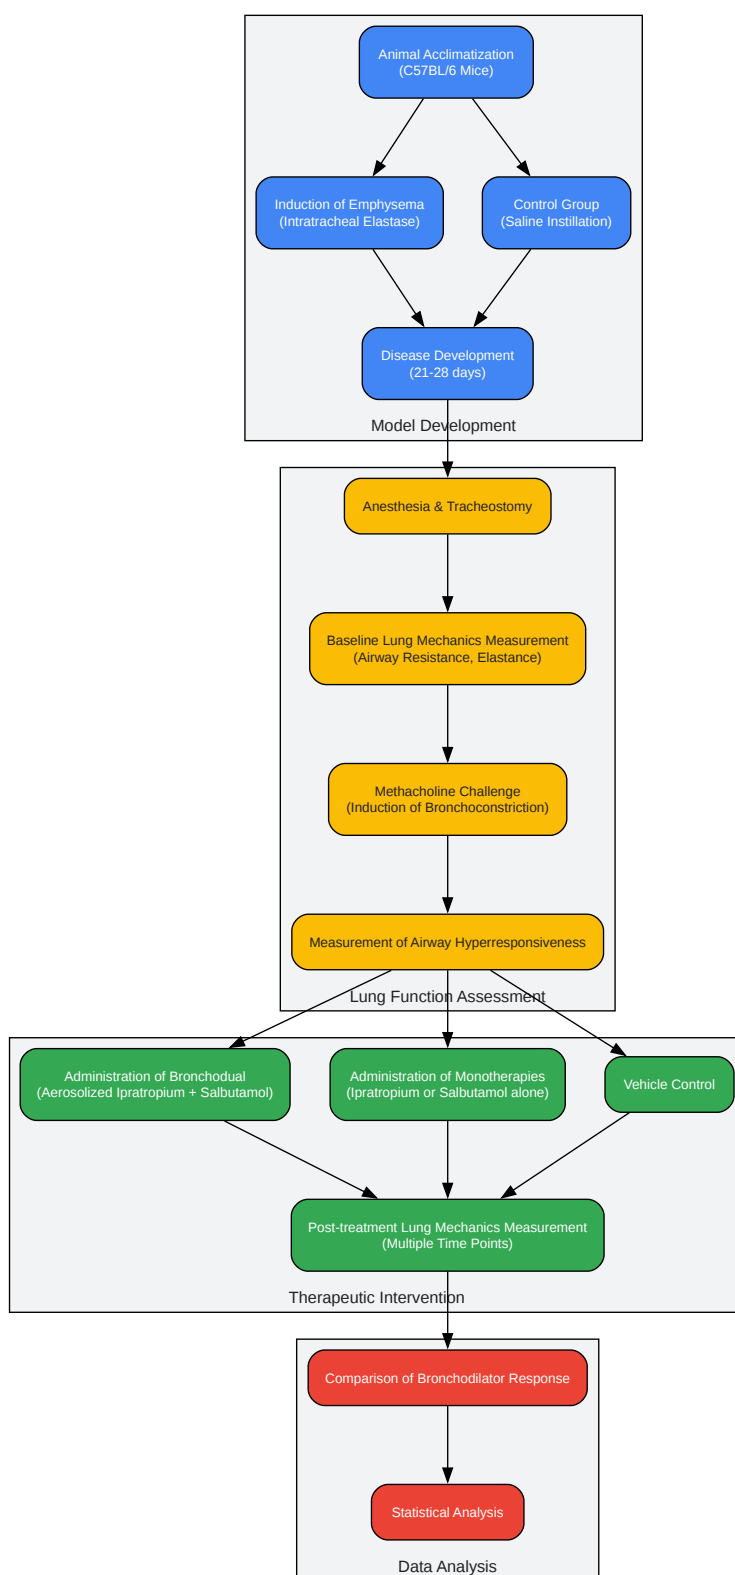 Animal Acclimatization
(C57BL/6 Mice)
Induction of Emphysema
(Intratracheal Elastase)
Control Group
(Saline Instillation)
Disease Development
(21-28 days)
Model Development
Anesthesia & Tracheostomy
Baseline Lung Mechanics Measurement
(Airway Resistance, Elastance)
Methacholine Challenge
(Induction of Bronchoconstriction)
Measurement of Airway Hyperresponsiveness
Lung Function Assessment
Administration of Bronchodual
(Aerosolized Ipratropium + Salbutamol)
Administration of Monotherapies
(Ipratropium or Salbutamol alone)
Vehicle Control
Post-treatment Lung Mechanics Measurement
(Multiple Time Points)
Therapeutic Intervention
Comparison of Bronchodilator Response
Statistical Analysis
Data Analysis